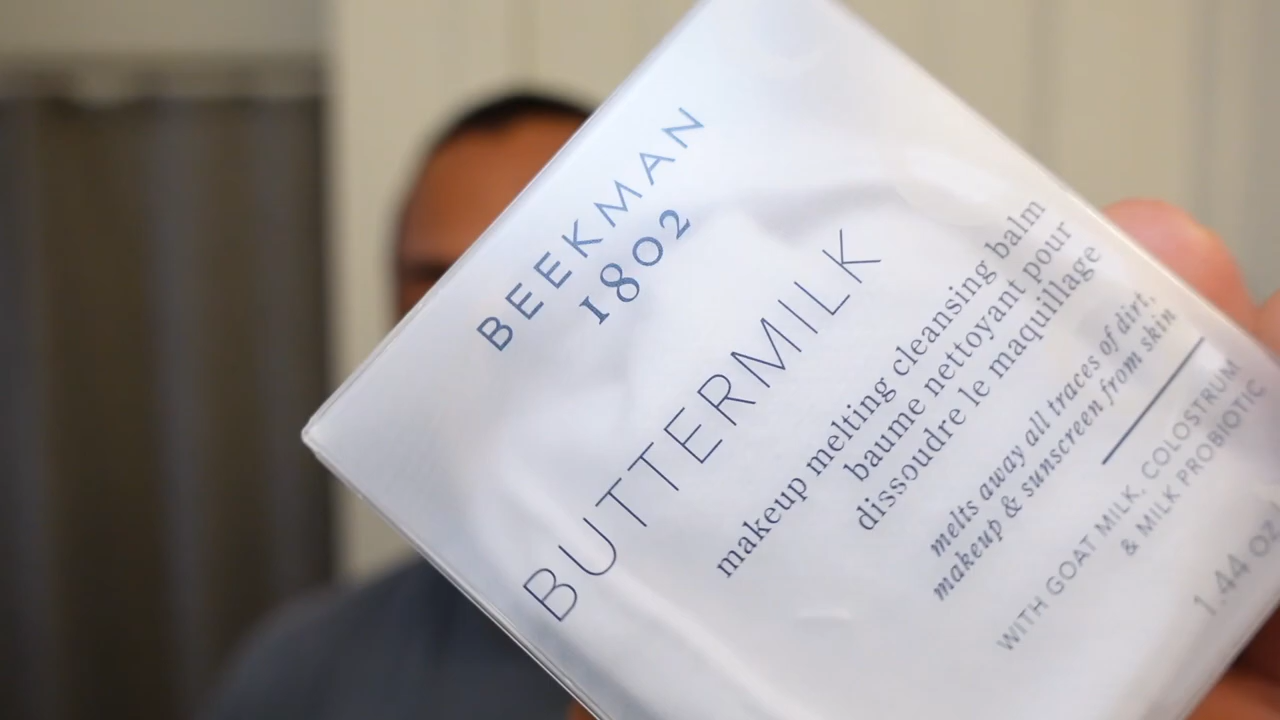 BEEKMAN
1802
BUTTERMILK
makeup melting cleansing balm
baume nettoyant pour
dissoudre le maquillage
melts away all traces of dirt,
makeup & sunscreen from skin
WITH GOAT MILK, COLOSTRUM
& MILK PROBIOTIC
1.44 oz